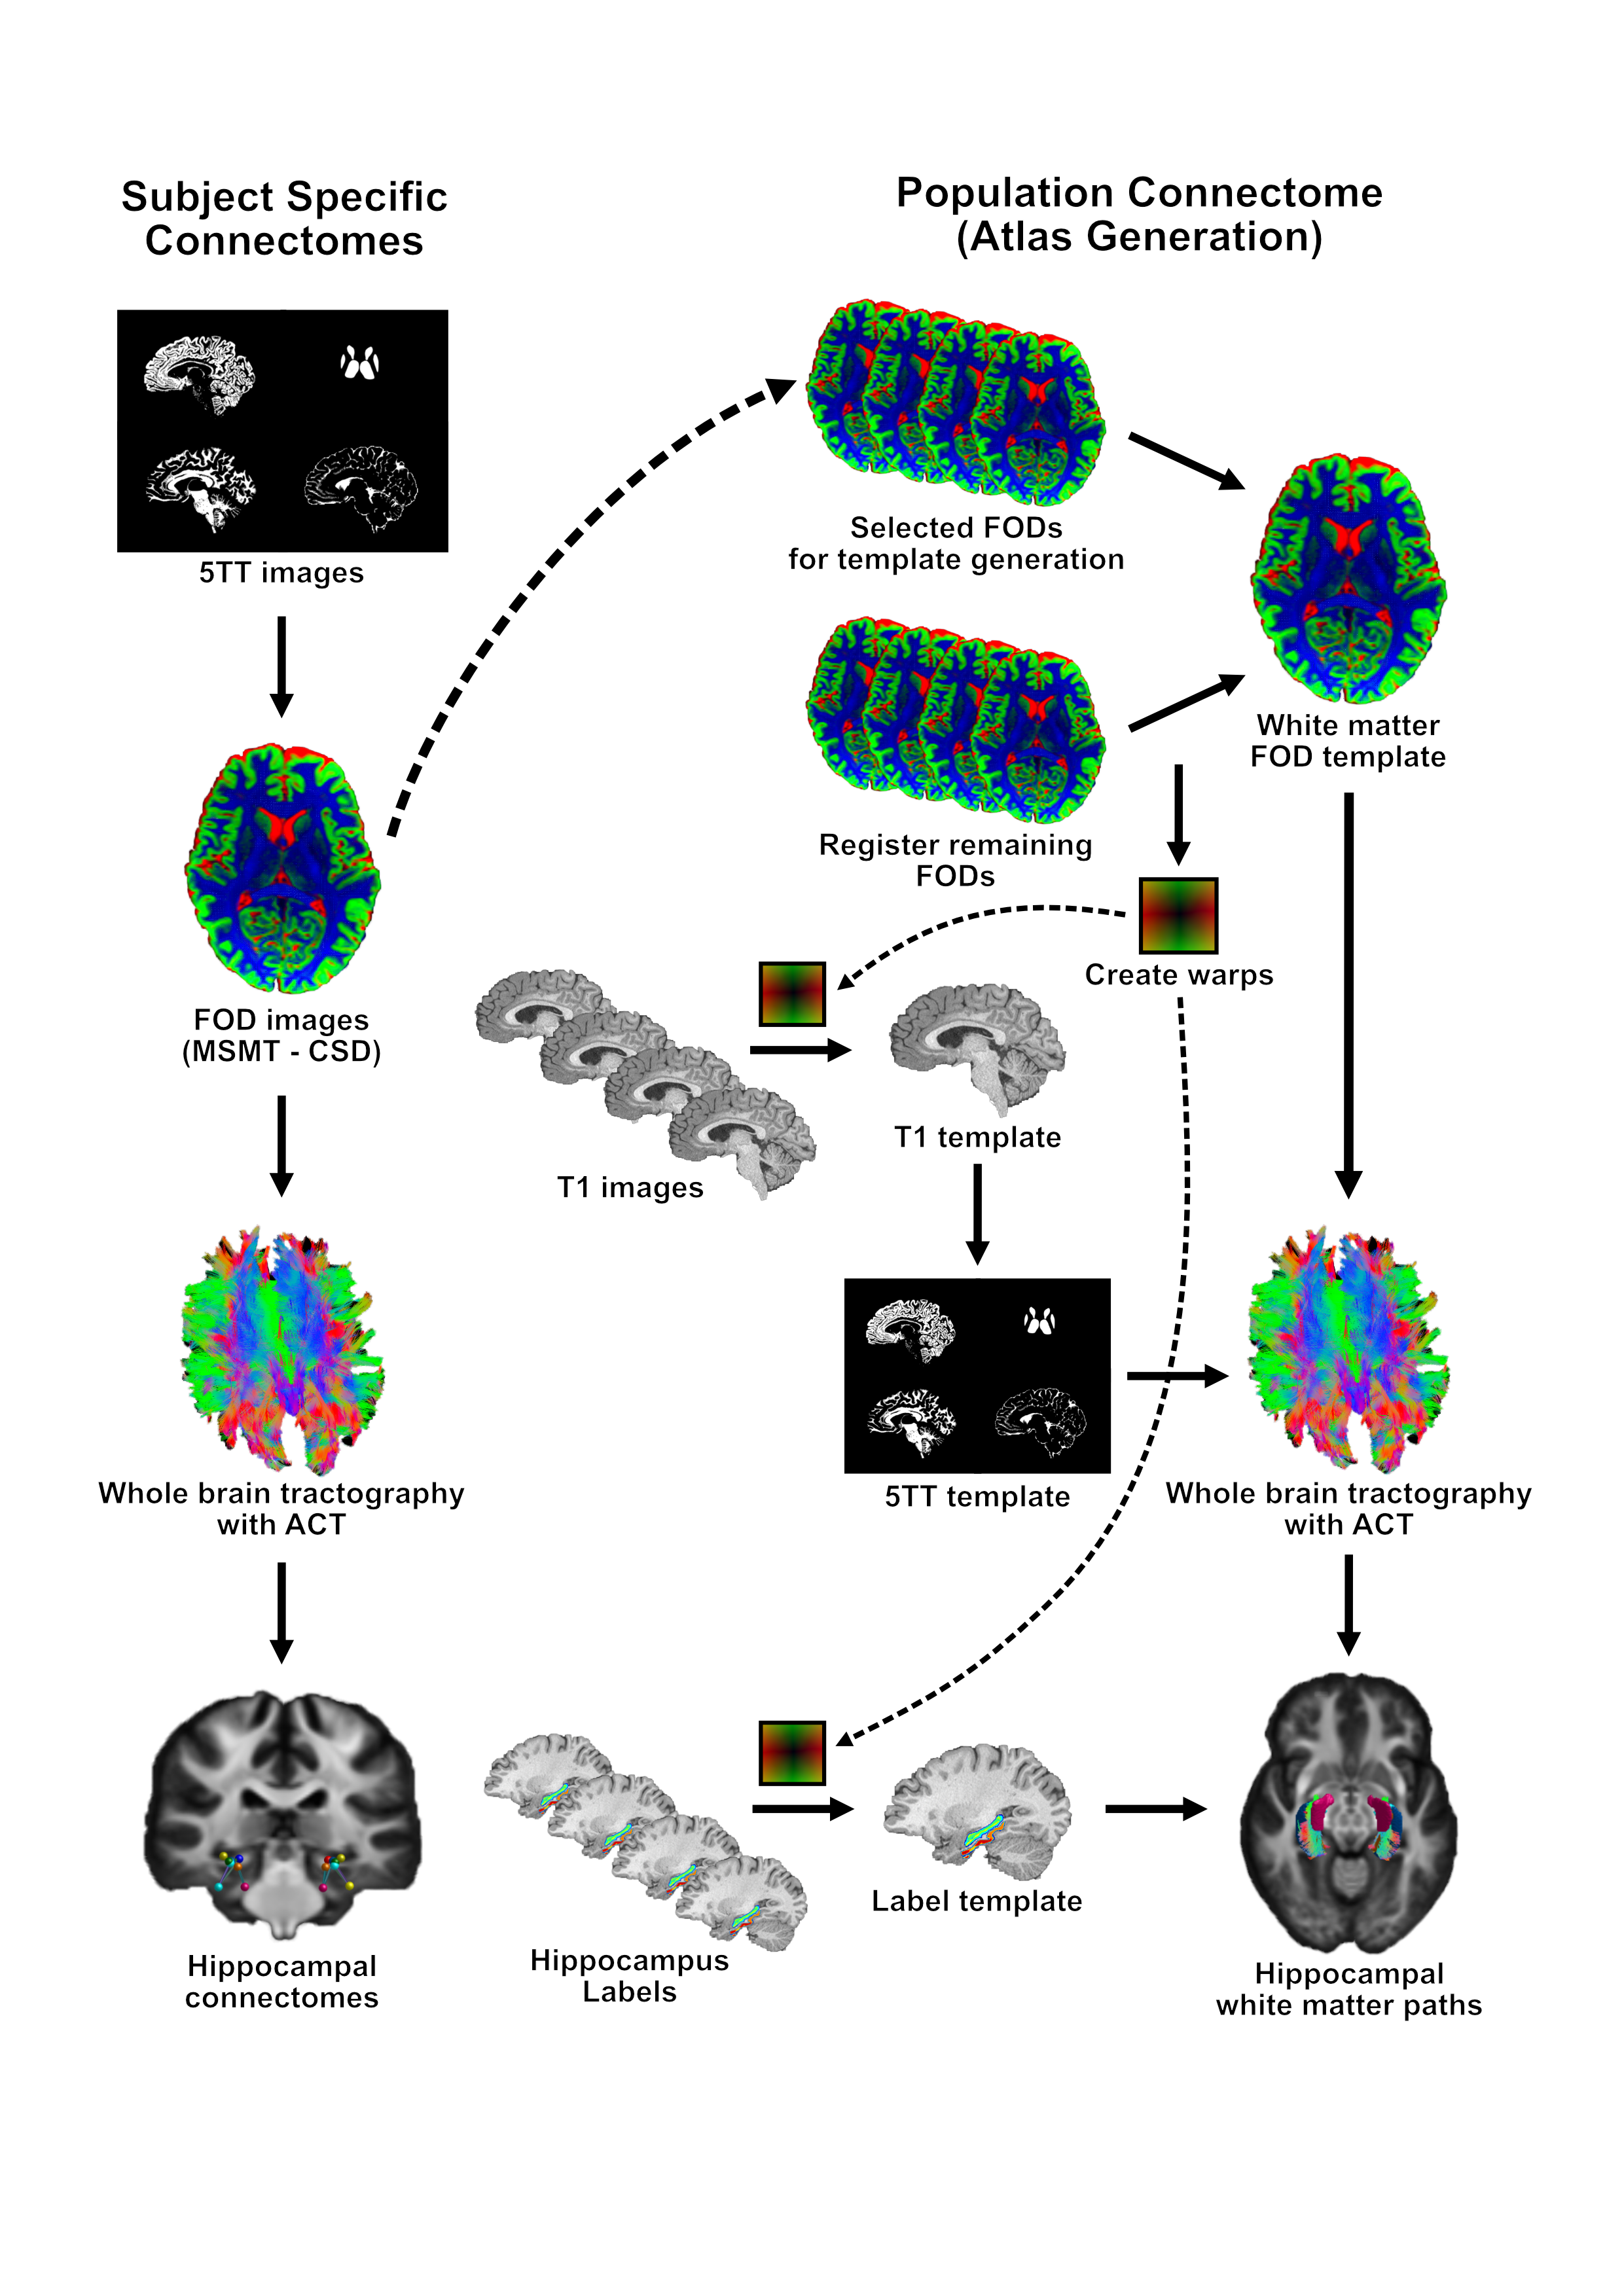 Subject Specific
Connectomes
Population Connectome
(Atlas Generation)
5TT images
Selected FODs
for template generation
White matter
FOD template
Register remaining
FODs
Create warps
FOD images
(MSMT - CSD)
T1 template
T1 images
Whole brain tractography
with ACT
5TT template
Whole brain tractography
with ACT
Label template
Hippocampal
connectomes
Hippocampus
Labels
Hippocampal
white matter paths